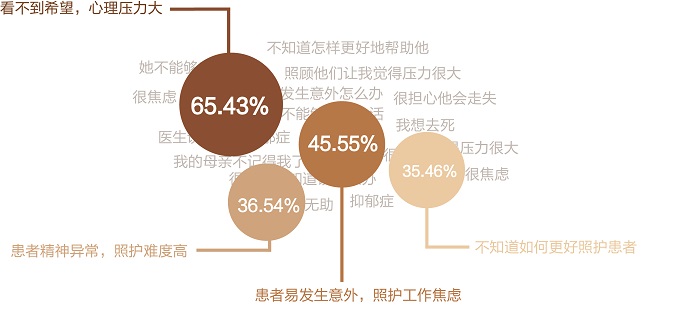 看不到希望，心理压力大
不知道怎样更好地帮助他
她不能够
照顾他们让我觉得压力很大
很焦虑
发生意外怎么办
很担心他会走失
65.43%
不能
活
我想去死
医生
郁症
45.55%
压力很大
我的母亲不记得我了
35.46%
很焦虑
36.54%
无助
抑郁症
患者精神异常，照护难度高
不知道如何更好照护患者
患者易发生意外，照护工作焦虑